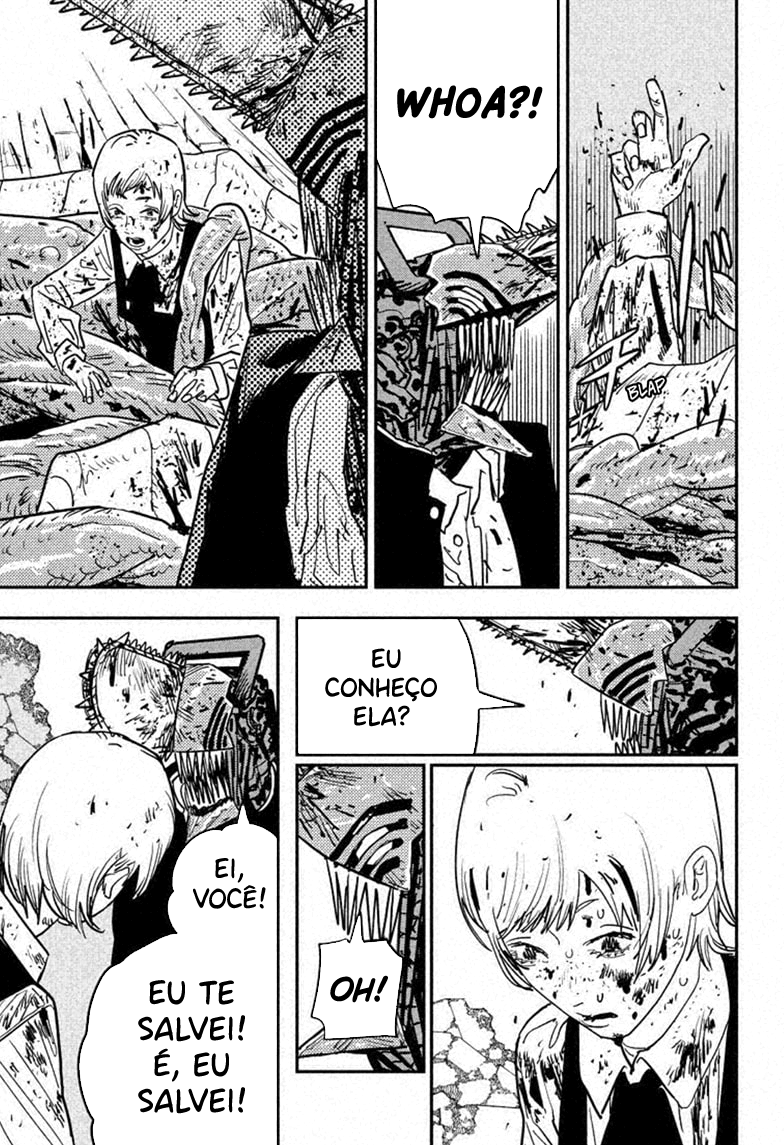 BLAP
WHOA?!
EU
CONHEÇO
ELA?
OH!
EI,
VOCÊ!
EU TE
SALVEI!
É, EU
SALVEI!